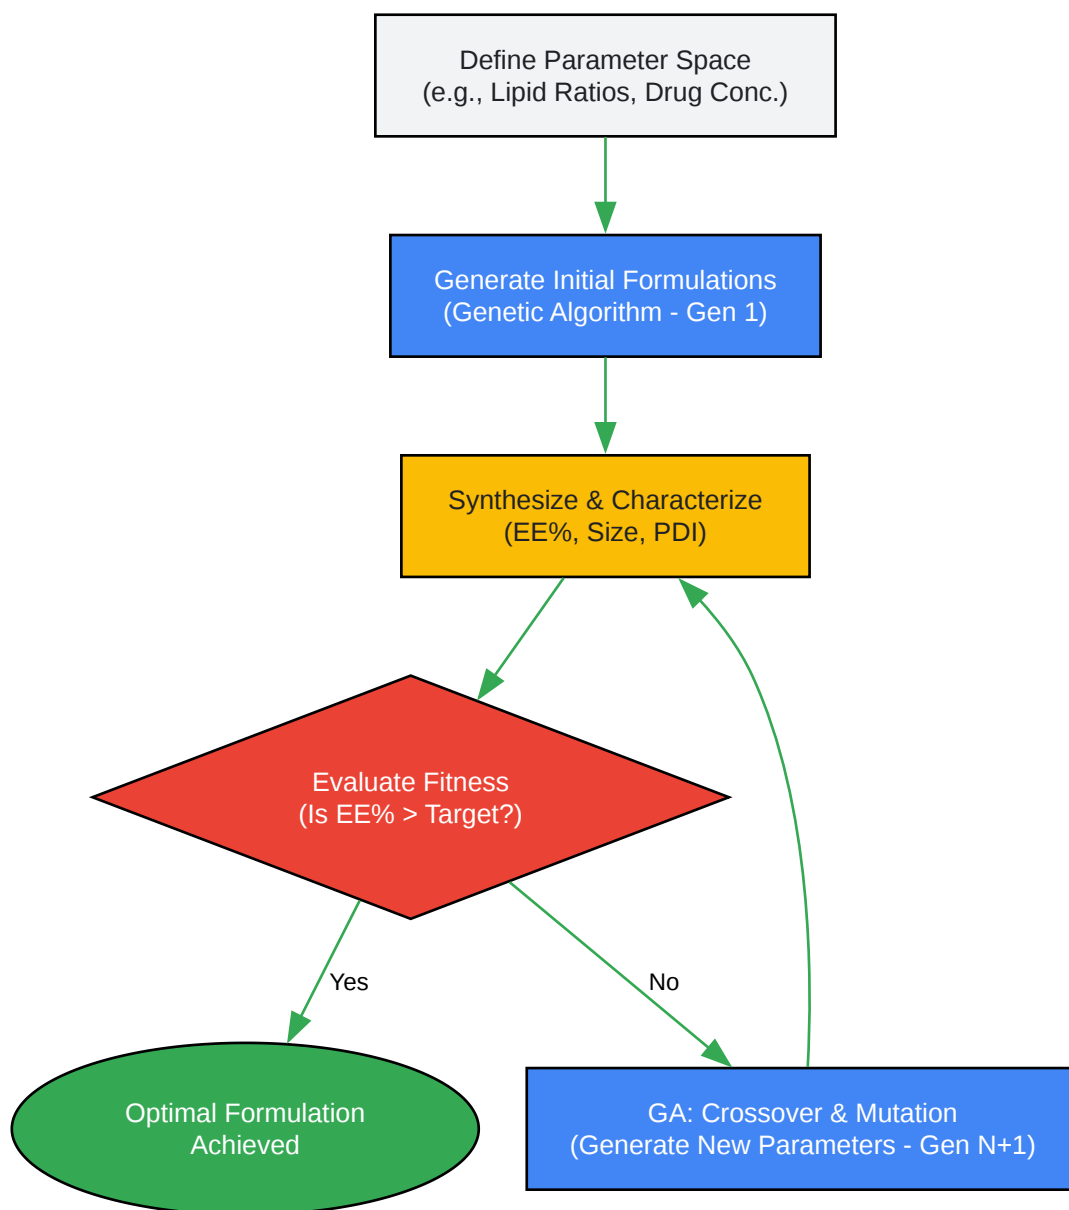 Define Parameter Space
(e.g., Lipid Ratios, Drug Conc.)
Generate Initial Formulations
(Genetic Algorithm - Gen 1)
Synthesize & Characterize
(EE%, Size, PDI)
Evaluate Fitness
(Is EE% > Target?)
Yes
No
Optimal Formulation
Achieved
GA: Crossover & Mutation
(Generate New Parameters - Gen N+1)